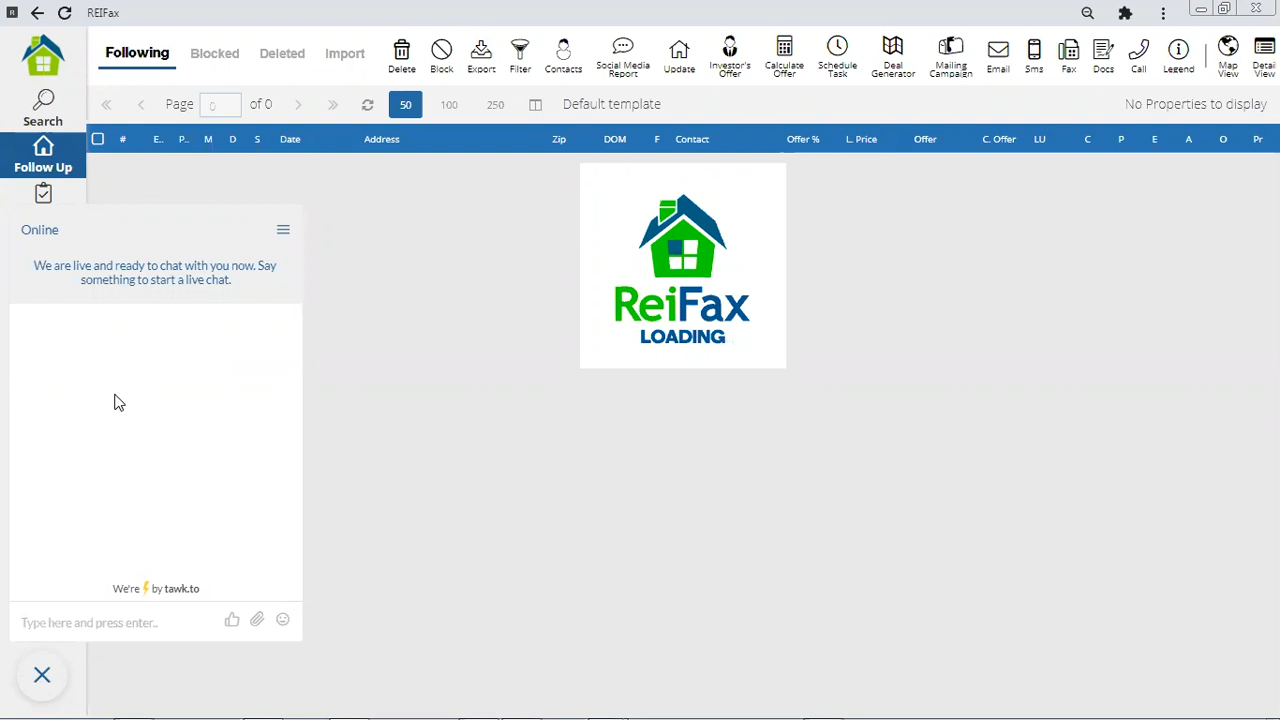 R REIFax
Following Blocked Deleted Import
Delete Block Export Filter Contacts Social Media Report Update Investor's Offer Calculate Offer Schedule Task Deal Generator Mailing Campaign Email Sms Fax Docs Call Legend Map View Detail View
Search
Page 0 of 0 50 100 250 Default template No Properties to display
# E.. P.. M D S Date Address Zip DOM F Contact Offer % L. Price Offer C. Offer LU C P E A O Pr
Follow Up
Online
We are live and ready to chat with you now. Say
something to start a live chat.
ReiFax
LOADING
We're by tawk.to
Type here and press enter..